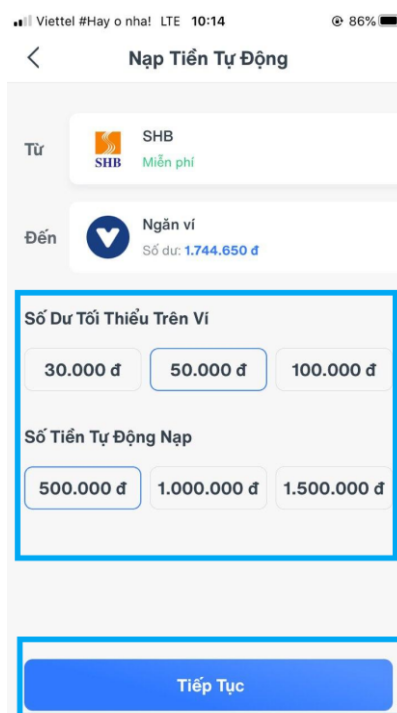 Viettel #Hay o nha! LTE 10:14 86%
Nạp Tiền Tự Động
Từ
SHB
SHB
Miễn phí
Đến
Ngăn ví
Số dư: 1.744.650 đ
Số Dư Tối Thiểu Trên Ví
30.000 đ 50.000 đ 100.000 đ
Số Tiền Tự Động Nạp
500.000 đ 1.000.000 đ 1.500.000 đ
Tiếp Tục